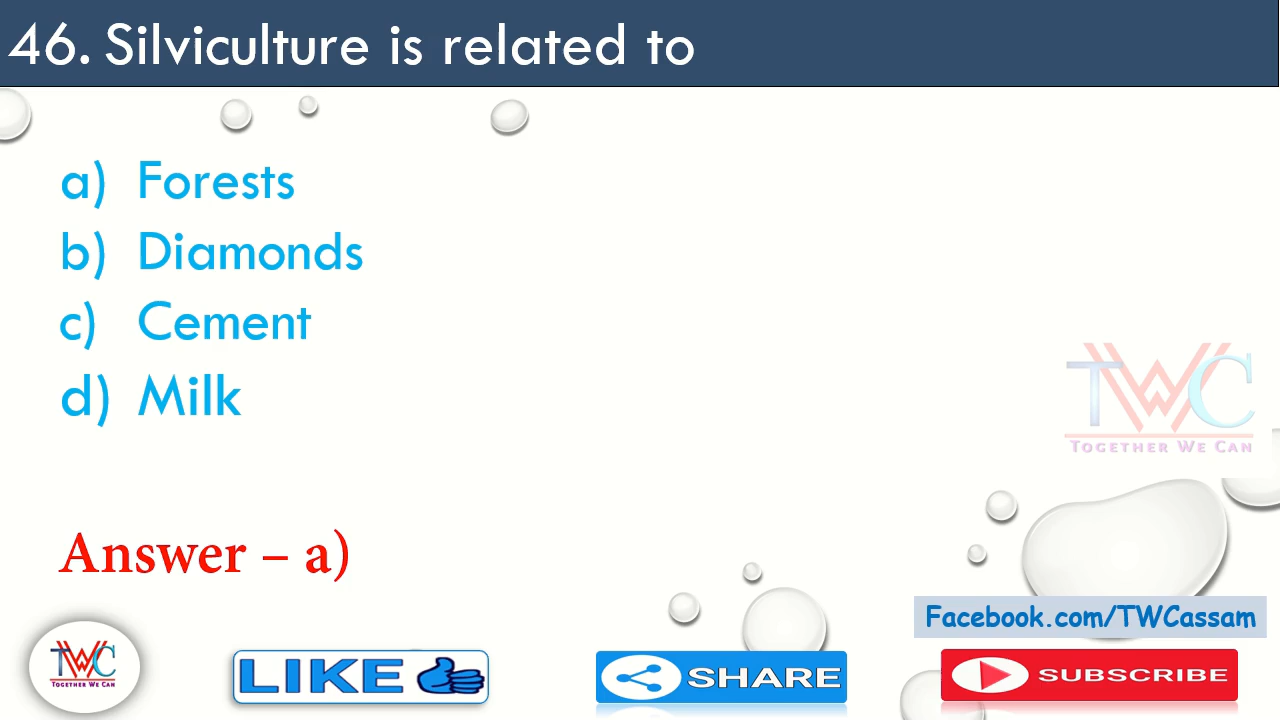 46. Silviculture is related to
a) Forests
b) Diamonds
c) Cement
d) Milk
TWC
TOGETHER WE CAN
Answer – a)
Facebook.com/TWCassam
TWC
TOGETHER WE CAN
LIKE
SHARE
SUBSCRIBE